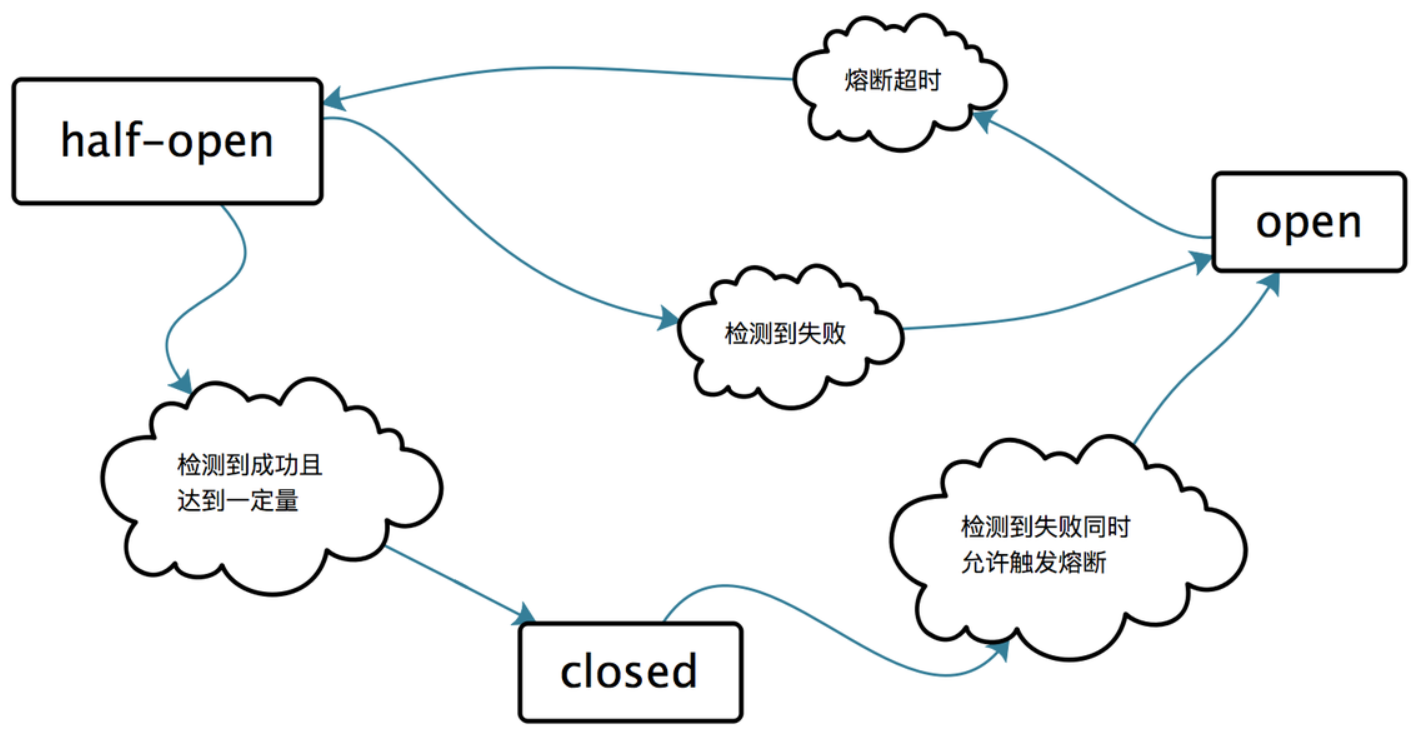 熔断超时
half-open
open
检测到失败
检测到成功且
达到一定量
检测到失败同时
允许触发熔断
closed